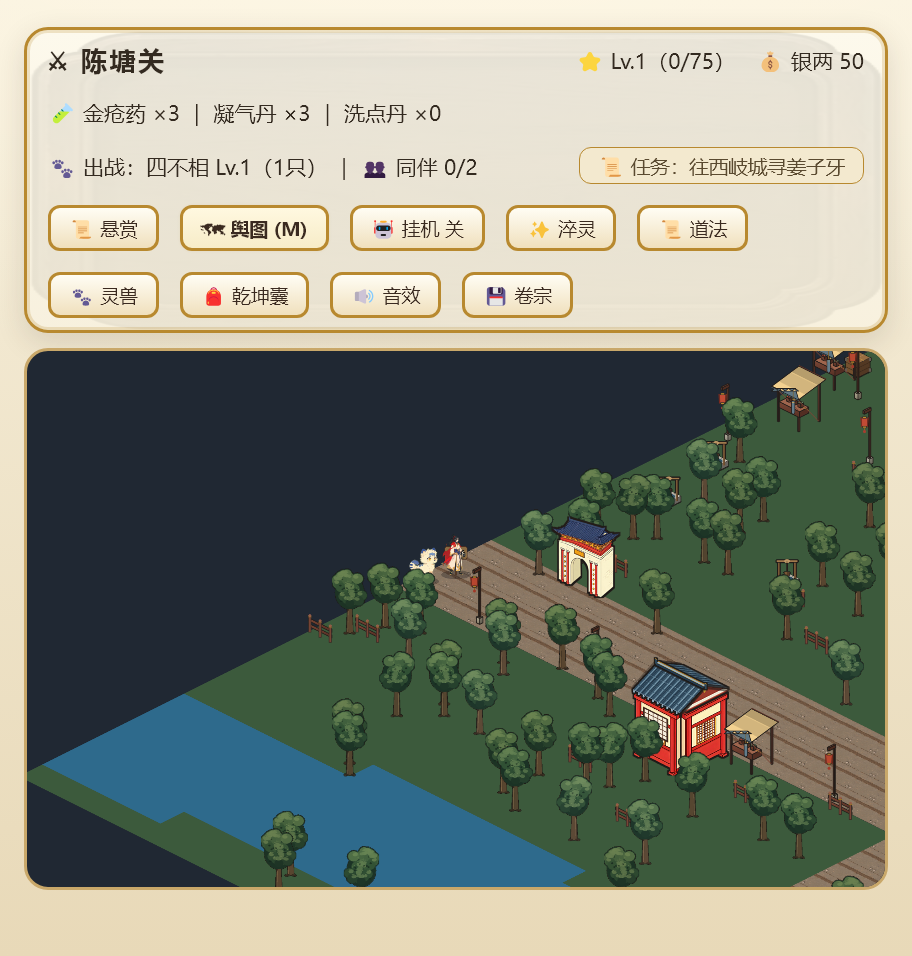 陈塘关
Lv.1（0/75） 银两 50
金疮药 ×3 | 凝气丹 ×3 | 洗点丹 ×0
出战：四不相 Lv.1（1只） | 同伴 0/2
任务：往西岐城寻姜子牙
悬赏 舆图 (M) 挂机 关 淬灵 道法
灵兽 乾坤囊 音效 卷宗